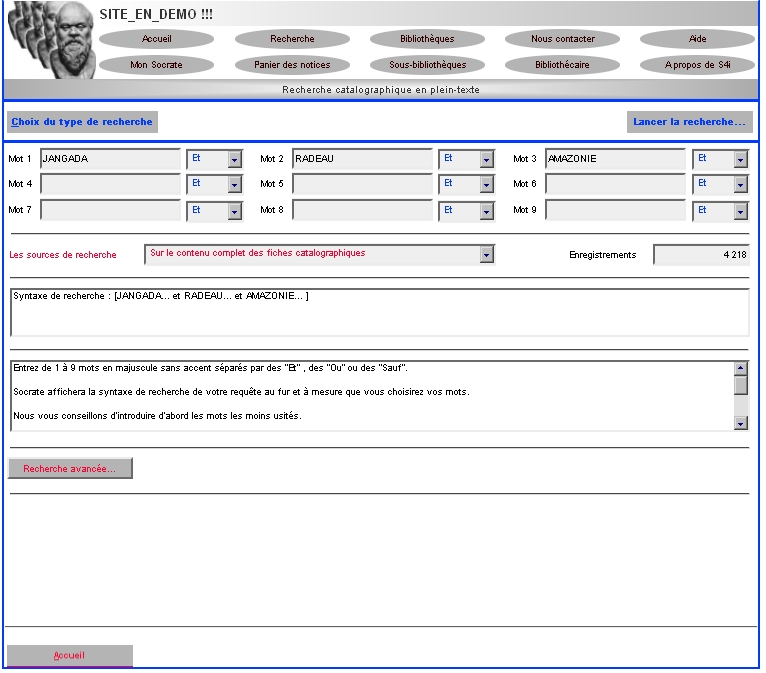 SITE_EN_DEMO !!!
Accueil Recherche Bibliothèques Nous contacter Aide
Mon Socrate Panier des notices Sous-bibliothèques Bibliothécaire A propos de S4i
Recherche catalographique en plein-texte
Choix du type de recherche Lancer la recherche...
Mot 1 JANGADA Et Mot 2 RADEAU Et Mot 3 AMAZONIE Et
Mot 4 Et Mot 5 Et Mot 6 Et
Mot 7 Et Mot 8 Et Mot 9 Et
Les sources de recherche Sur le contenu complet des fiches catalographiques Enregistrements 4 218
Syntaxe de recherche : [JANGADA... et RADEAU... et AMAZONIE... ]
Entrez de 1 à 9 mots en majuscule sans accent séparés par des "Et" , des "Ou" ou des "Sauf".
Socrate affichera la syntaxe de recherche de votre requête au fur et à mesure que vous choisirez vos mots.
Nous vous conseillons d'introduire d'abord les mots les moins usités.
Recherche avancée...
Accueil